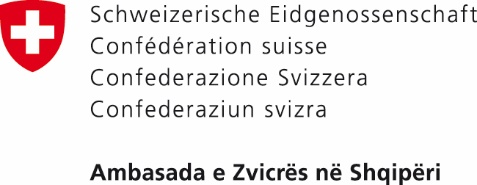 Schweizerische Eidgenossenschaft
Confédération suisse
Confederazione Svizzera
Confederaziun svizra
Ambasada e Zvicrës në Shqipëri